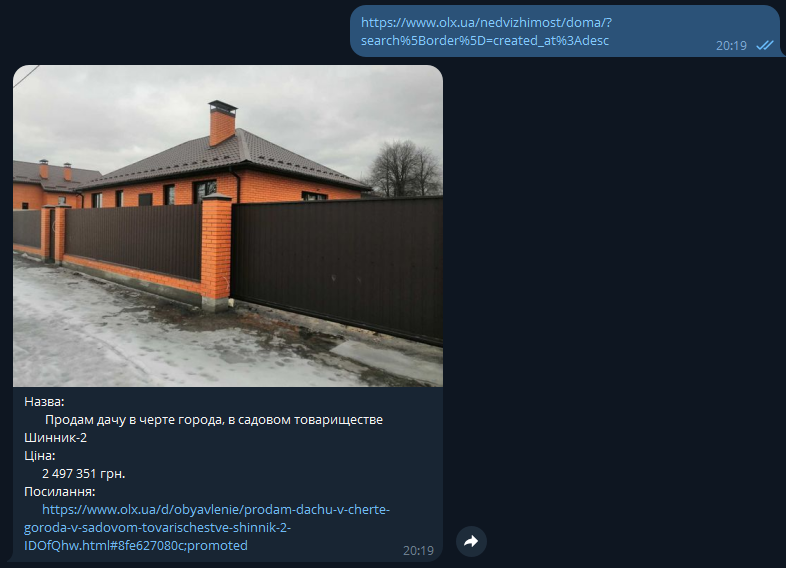 https://www.olx.ua/nedvizhimost/doma/?
search%5Border%5D=created_at%3Adesc
20:19
Назва:
Продам дачу в черте города, в садовом товариществе
Шинник-2
Ціна:
2 497 351 грн.
Посилання:
https://www.olx.ua/d/obyavlenie/prodam-dachu-v-cherte-
goroda-v-sadovom-tovarischestve-shinnik-2-
IDOfQhw.html#8fe627080c;promoted
20:19